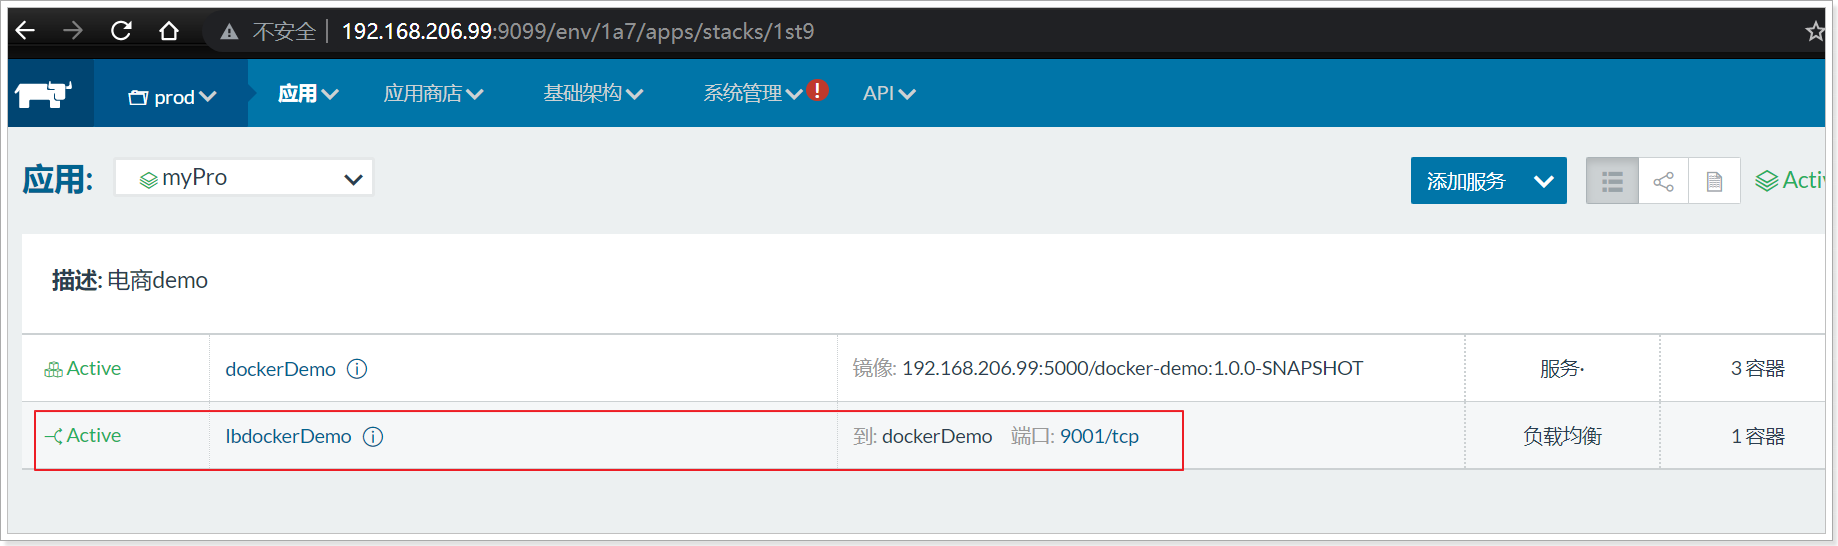 不安全 192.168.206.99:9099/env/1a7/apps/stacks/1st9
prod 应用 应用商店 基础架构 系统管理 ! API
应用: myPro 添加服务
描述: 电商demo
Active dockerDemo 镜像: 192.168.206.99:5000/docker-demo:1.0.0-SNAPSHOT 服务· 3 容器
Active lbdockerDemo 到: dockerDemo 端口: 9001/tcp 负载均衡 1 容器